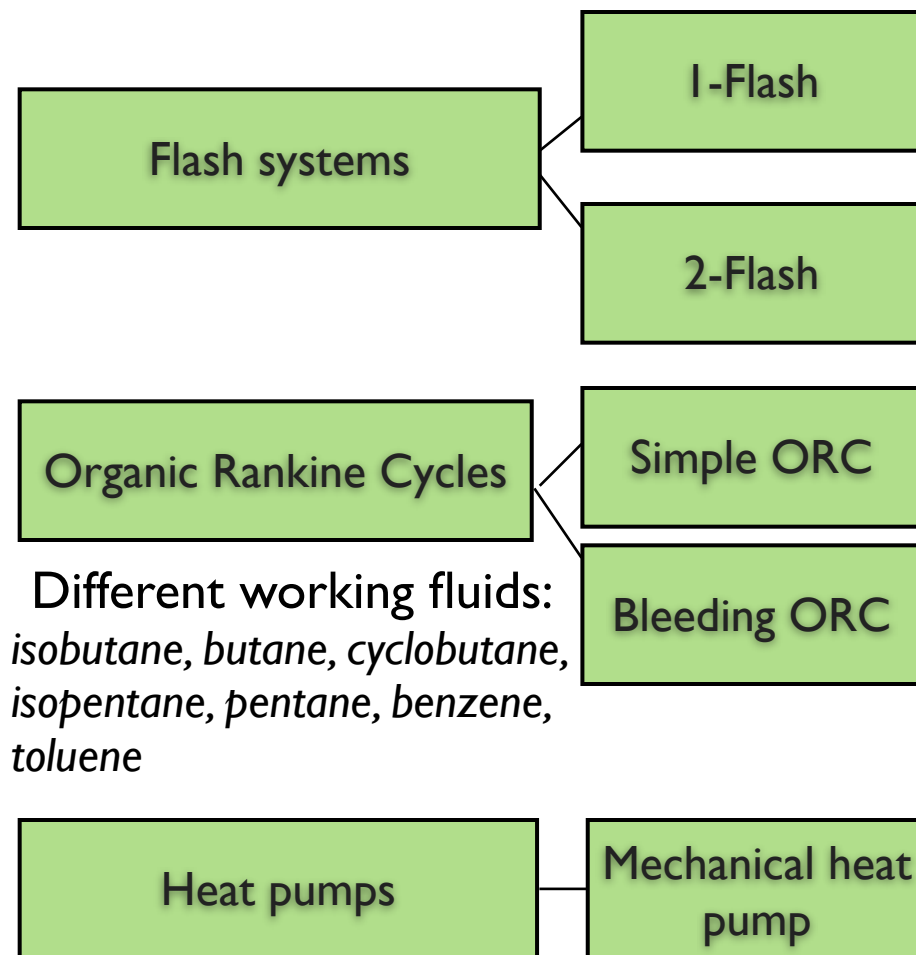 1-Flash
Flash systems
2-Flash
Organic Rankine Cycles
Simple ORC
Bleeding ORC
Different working fluids:
isobutane, butane, cyclobutane,
isopentane, pentane, benzene,
toluene
Heat pumps
Mechanical heat
pump